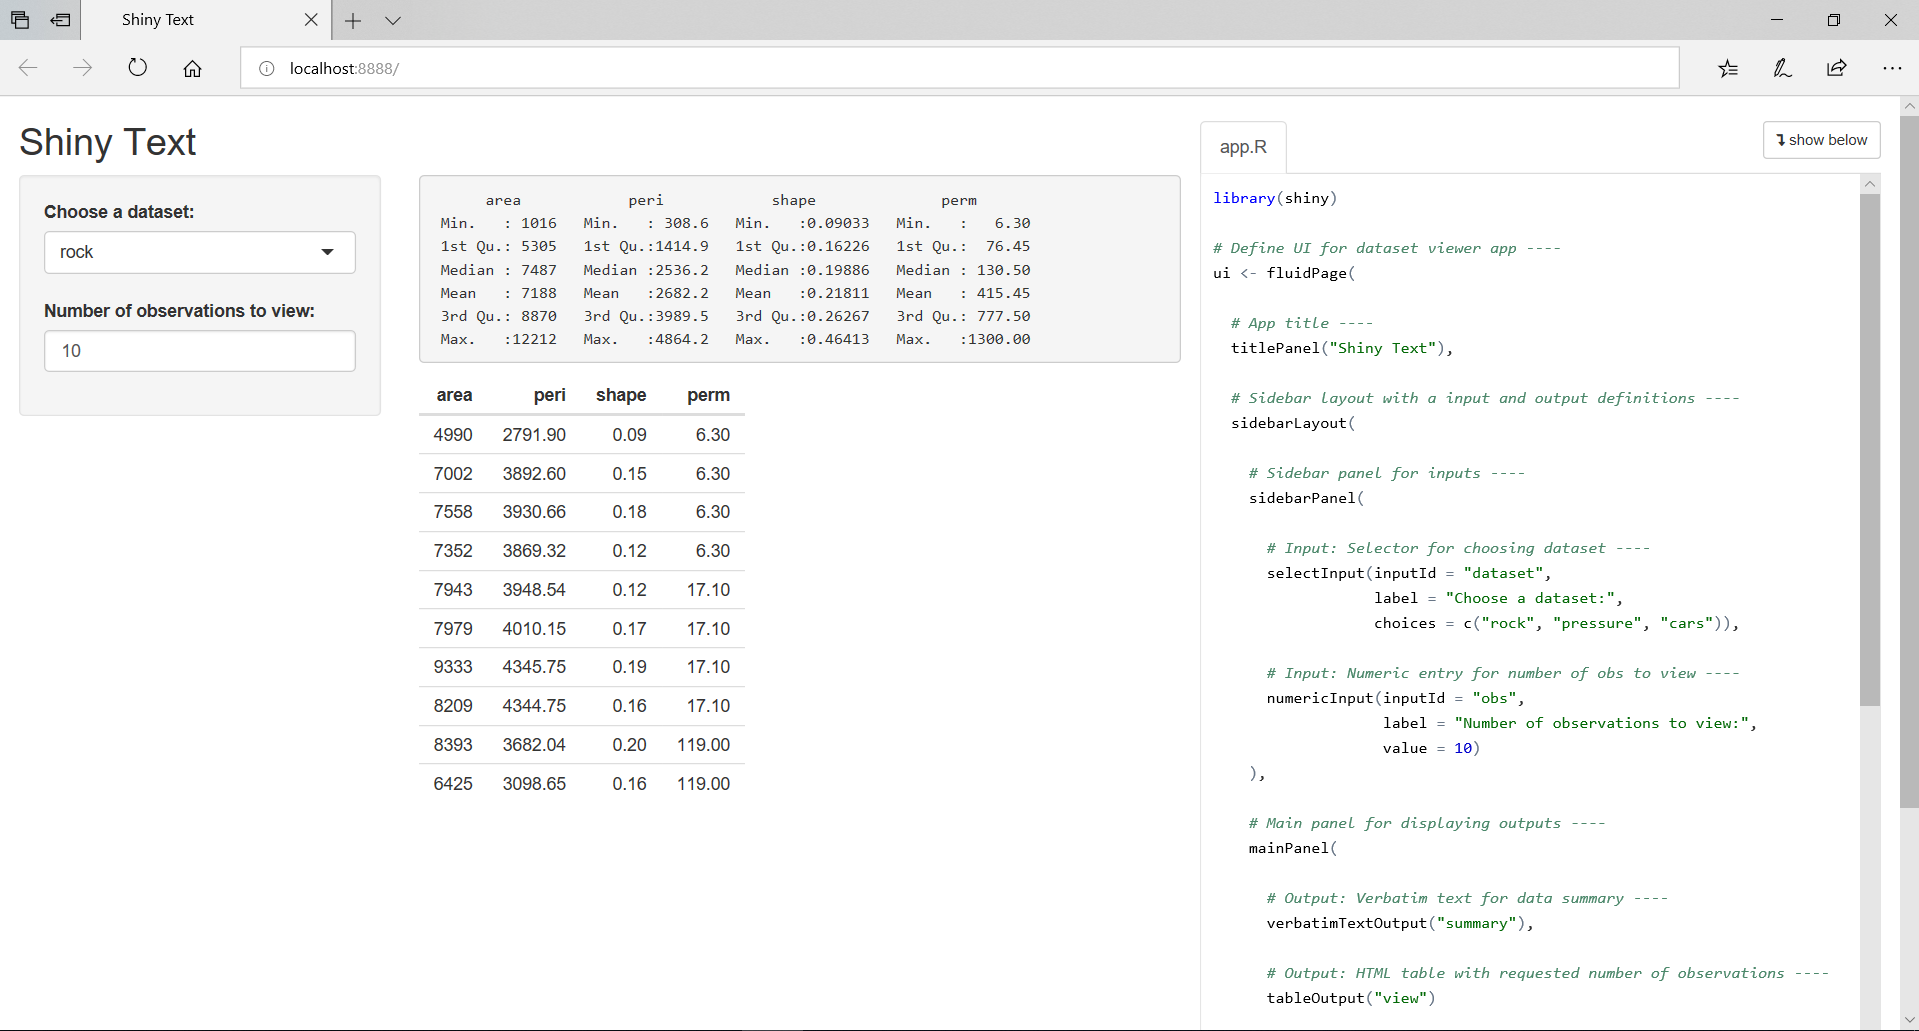 Shiny Text
localhost:8888/
Shiny Text
Choose a dataset:
rock
Number of observations to view:
10
     area            peri            shape              perm
Min.   : 1016   Min.   : 308.6   Min.   :0.09033   Min.   :   6.30
1st Qu.: 5305   1st Qu.:1414.9   1st Qu.:0.16226   1st Qu.:  76.45
Median : 7487   Median :2536.2   Median :0.19886   Median : 130.50
Mean   : 7188   Mean   :2682.2   Mean   :0.21811   Mean   : 415.45
3rd Qu.: 8870   3rd Qu.:3989.5   3rd Qu.:0.26267   3rd Qu.: 777.50
Max.   :12212   Max.   :4864.2   Max.   :0.46413   Max.   :1300.00
area peri shape perm
4990 2791.90 0.09 6.30
7002 3892.60 0.15 6.30
7558 3930.66 0.18 6.30
7352 3869.32 0.12 6.30
7943 3948.54 0.12 17.10
7979 4010.15 0.17 17.10
9333 4345.75 0.19 17.10
8209 4344.75 0.16 17.10
8393 3682.04 0.20 119.00
6425 3098.65 0.16 119.00
app.R
show below
library(shiny)
# Define UI for dataset viewer app ----
ui <- fluidPage(
  # App title ----
  titlePanel("Shiny Text"),
  # Sidebar layout with a input and output definitions ----
  sidebarLayout(
    # Sidebar panel for inputs ----
    sidebarPanel(
      # Input: Selector for choosing dataset ----
      selectInput(inputId = "dataset",
                  label = "Choose a dataset:",
                  choices = c("rock", "pressure", "cars")),
      # Input: Numeric entry for number of obs to view ----
      numericInput(inputId = "obs",
                   label = "Number of observations to view:",
                   value = 10)
    ),
    # Main panel for displaying outputs ----
    mainPanel(
      # Output: Verbatim text for data summary ----
      verbatimTextOutput("summary"),
      # Output: HTML table with requested number of observations ----
      tableOutput("view")